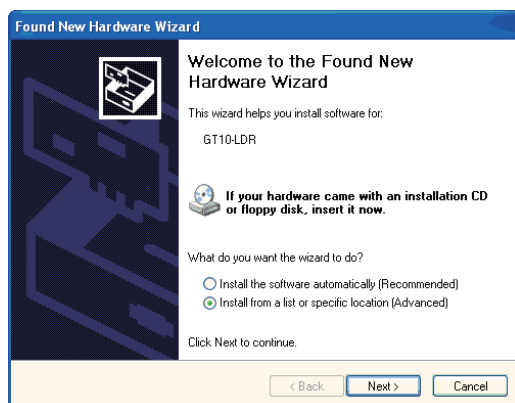 Found New Hardware Wizard
Welcome to the Found New
Hardware Wizard
This wizard helps you install software for:
GT10-LDR
If your hardware came with an installation CD
or floppy disk, insert it now.
What do you want the wizard to do?
Install the software automatically (Recommended)
Install from a list or specific location (Advanced)
Click Next to continue.
< Back
Next >
Cancel